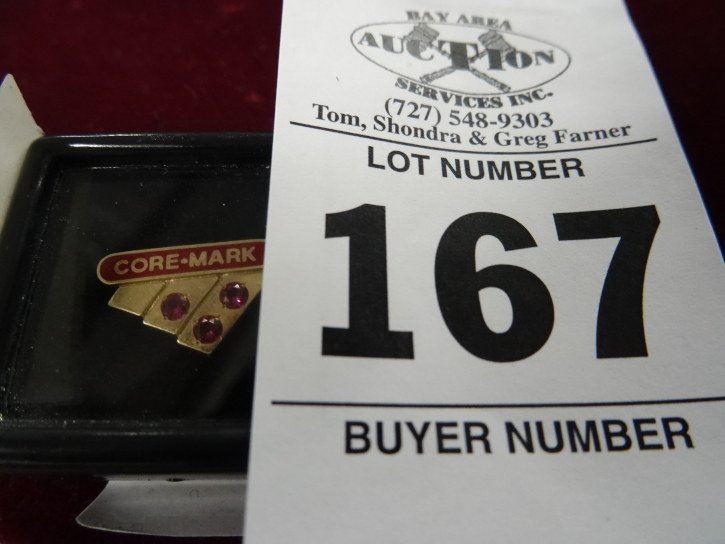 BAY AREA
AUCTION
SERVICES INC.
(727) 548-9303
Tom, Shondra & Greg Farner
LOT NUMBER
167
BUYER NUMBER
CORE-MARK